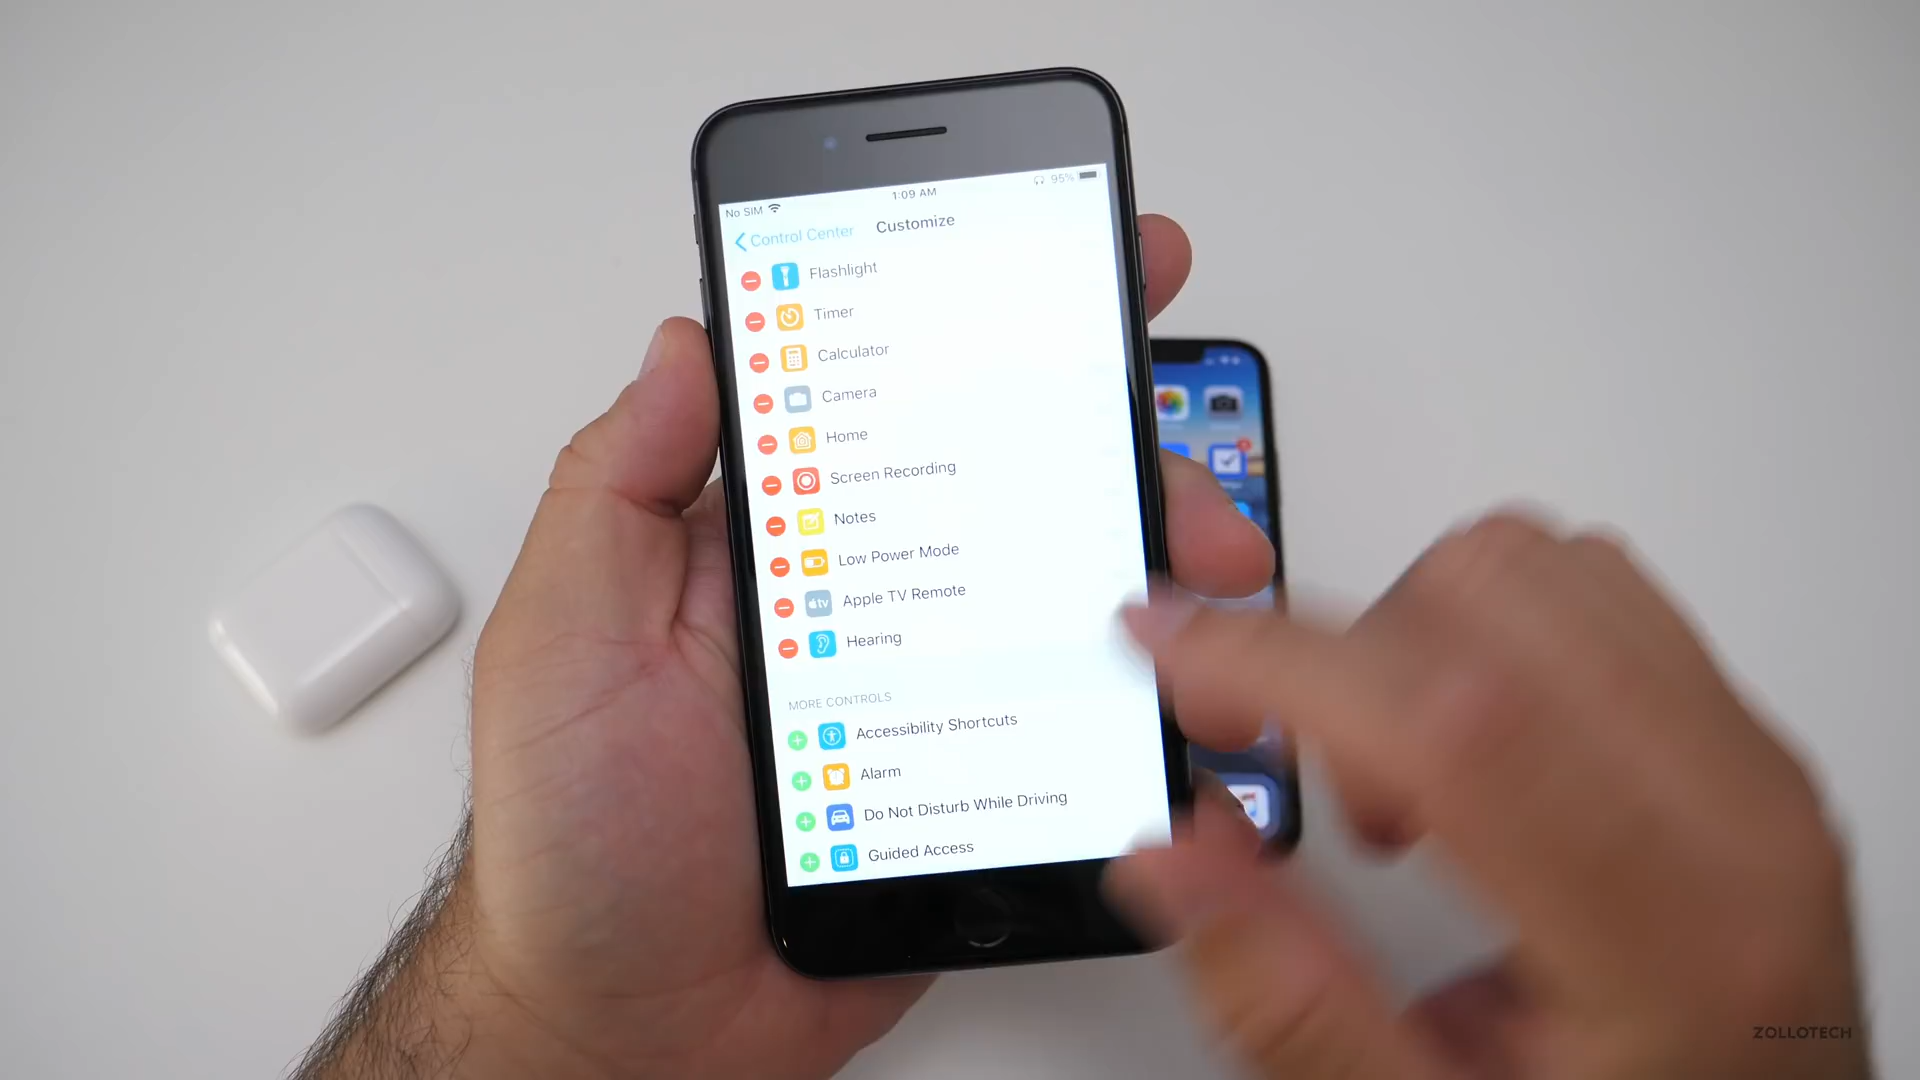 No SIM
1:09 AM
95%
Control Center
Customize
Flashlight
Timer
Calculator
Camera
Home
Screen Recording
Notes
Low Power Mode
tv
Apple TV Remote
Hearing
MORE CONTROLS
Accessibility Shortcuts
Alarm
Do Not Disturb While Driving
Guided Access
ZOLLOTECH